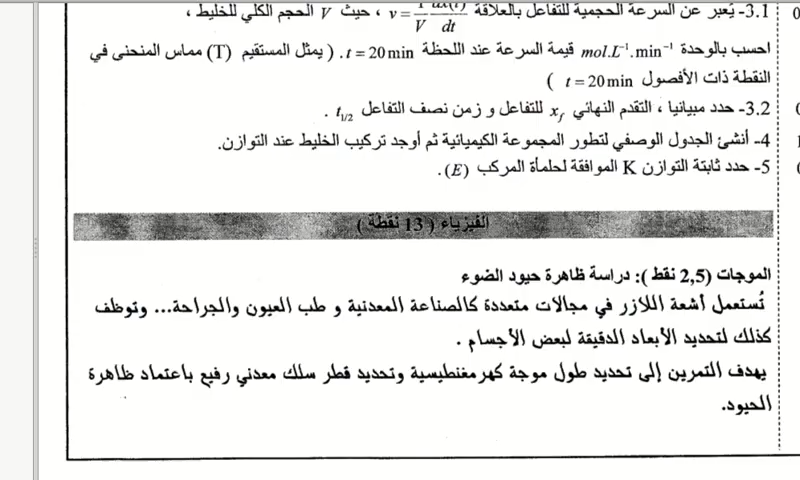 3.1- يُعبر عن السرعة الحجمية للتفاعل بالعلاقة v = 1/V dx(t)/dt ، حيث V الحجم الكلي للخليط ،
احسب بالوحدة mol.L⁻¹.min⁻¹ قيمة السرعة عند اللحظة t = 20 min . ( يمثل المستقيم (T) مماس المنحنى في
النقطة ذات الأفصول t = 20 min )
3.2- حدد مبيانيا ، التقدم النهائي x_f للتفاعل و زمن نصف التفاعل t_1/2 .
4- أنشئ الجدول الوصفي لتطور المجموعة الكيميائية ثم أوجد تركيب الخليط عند التوازن.
5- حدد ثابتة التوازن K الموافقة لحلمأة المركب (E).
الفيزياء ( 13 نقطة )
الموجات (2,5 نقط ): دراسة ظاهرة حيود الضوء
تُستعمل أشعة اللازر في مجالات متعددة كالصناعة المعدنية و طب العيون والجراحة... وتوظف
كذلك لتحديد الأبعاد الدقيقة لبعض الأجسام .
يهدف التمرين إلى تحديد طول موجة كهرمغنطيسية وتحديد قطر سلك معدني رفيع باعتماد ظاهرة
الحيود.